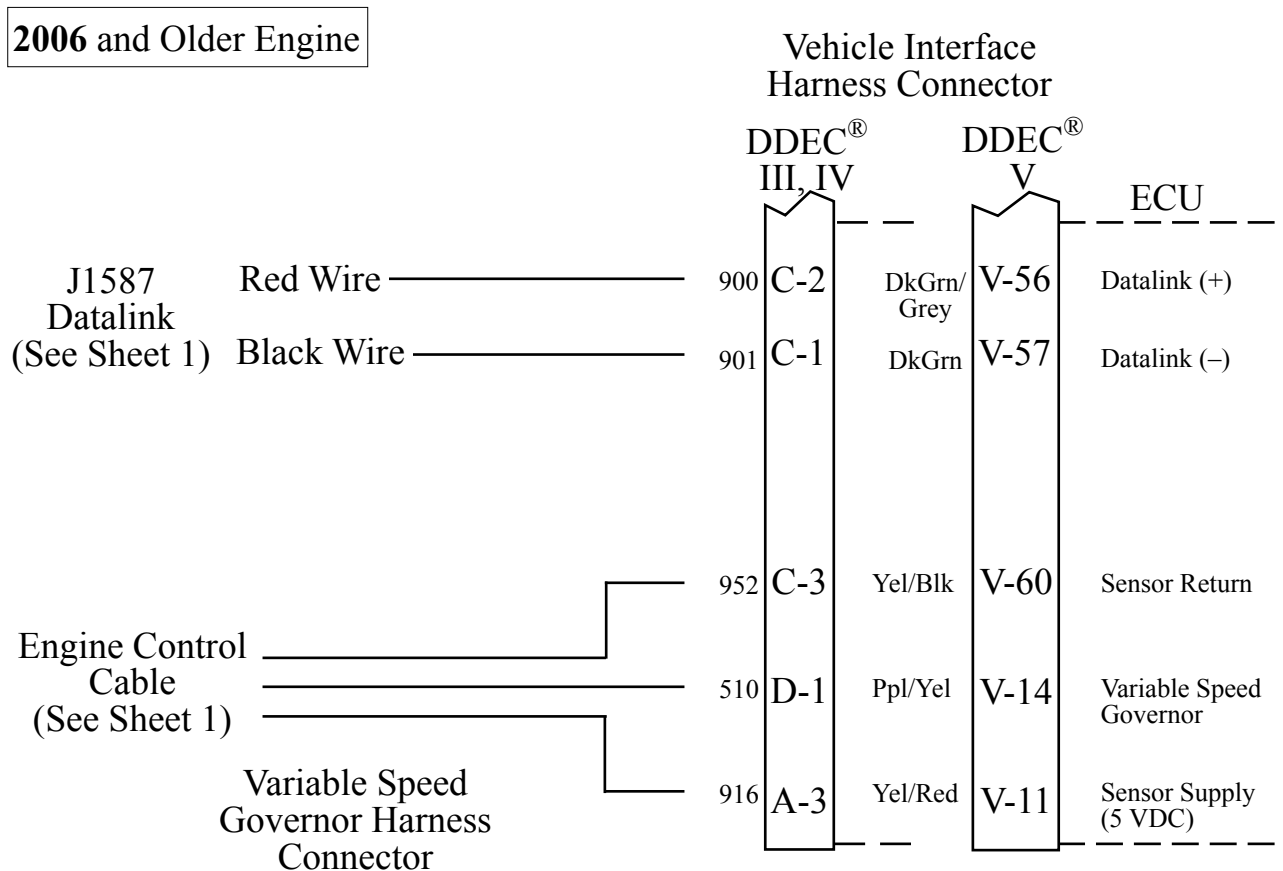 2006 and Older Engine
Vehicle Interface
Harness Connector
DDEC®
III, IV
DDEC®
V
ECU
J1587
Datalink
(See Sheet 1)
Red Wire
900
C-2
DkGrn/
Grey
V-56
Datalink (+)
Black Wire
901
C-1
DkGrn
V-57
Datalink (–)
952
C-3
Yel/Blk
V-60
Sensor Return
Engine Control
Cable
(See Sheet 1)
510
D-1
Ppl/Yel
V-14
Variable Speed
Governor
916
A-3
Yel/Red
V-11
Sensor Supply
(5 VDC)
Variable Speed
Governor Harness
Connector